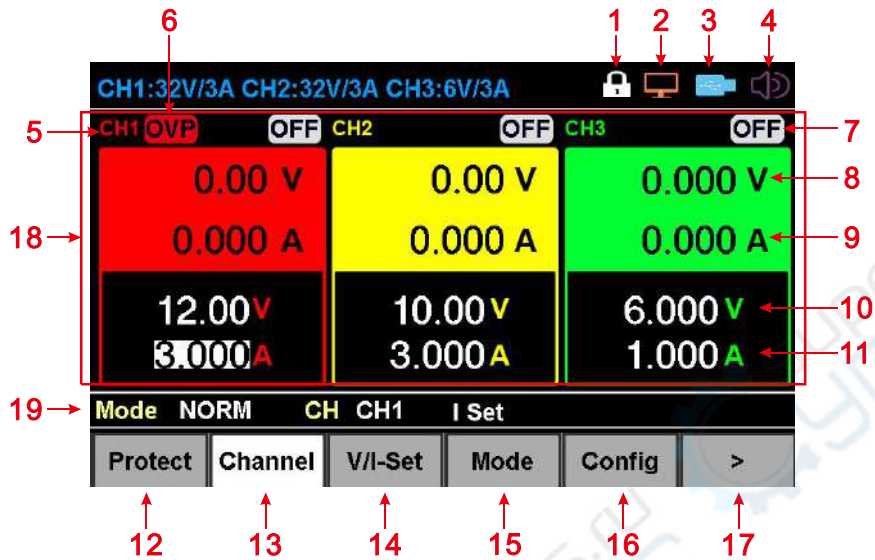 6 1 2 3 4
CH1:32V/3A CH2:32V/3A CH3:6V/3A
5 CH1 OVP OFF CH2 OFF CH3 OFF 7
0.00 V 0.00 V 0.000 V 8
18 0.000 A 0.000 A 0.000 A 9
12.00 V 10.00 V 6.000 V 10
3.000 A 3.000 A 1.000 A 11
19 Mode NORM CH CH1 I Set
Protect Channel V/I-Set Mode Config >
12 13 14 15 16 17